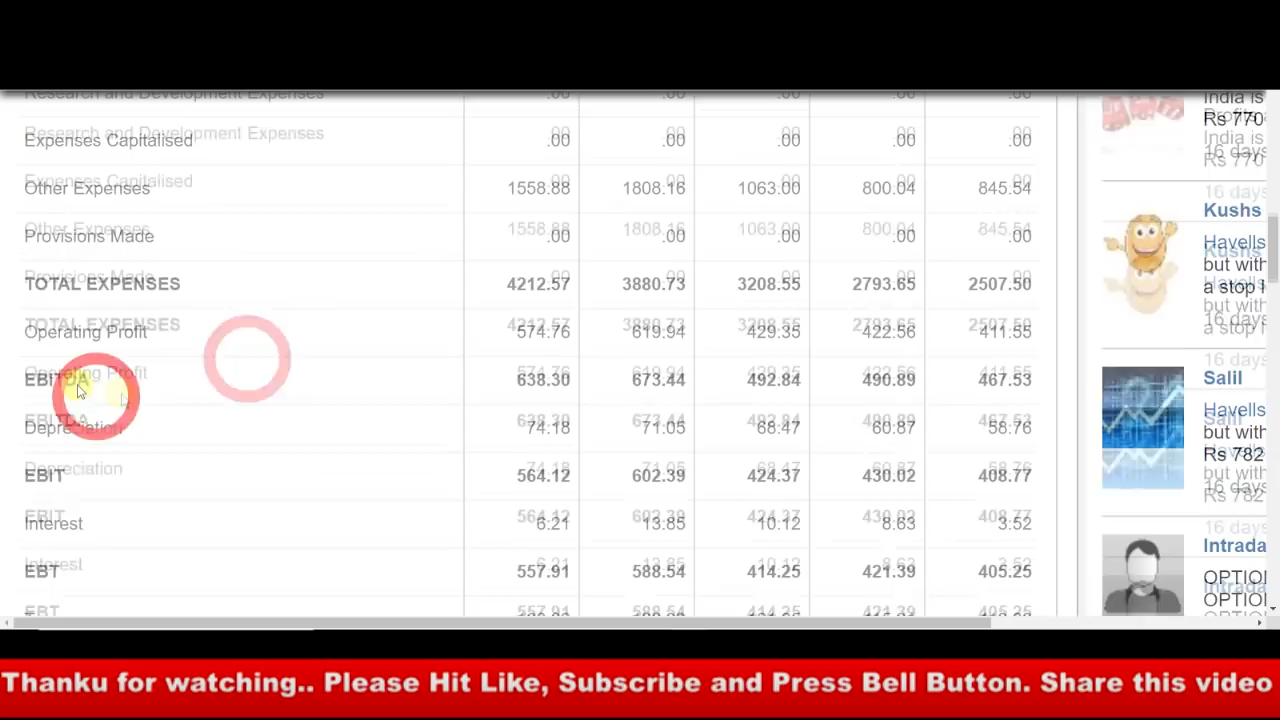 Research and Development Expenses .00 .00 .00 .00 .00
Expenses Capitalised .00 .00 .00 .00 .00
Other Expenses 1558.88 1808.16 1063.00 800.04 845.54
Provisions Made .00 .00 .00 .00 .00
TOTAL EXPENSES 4212.57 3880.73 3208.55 2793.65 2507.50
Operating Profit 574.76 619.94 429.35 422.56 411.55
EBITDA 638.30 673.44 492.84 490.89 467.53
Depreciation 74.18 71.05 68.47 60.87 58.76
EBIT 564.12 602.39 424.37 430.02 408.77
Interest 6.21 13.85 10.12 8.63 3.52
EBT 557.91 588.54 414.25 421.39 405.25
India is
Rs 770
16 days
Kushs
Havells
but with
a stop l
16 days
Salil
Havells
but with
Rs 782
16 days
Intrada
OPTION
OPTION
Thanku for watching.. Please Hit Like, Subscribe and Press Bell Button. Share this video